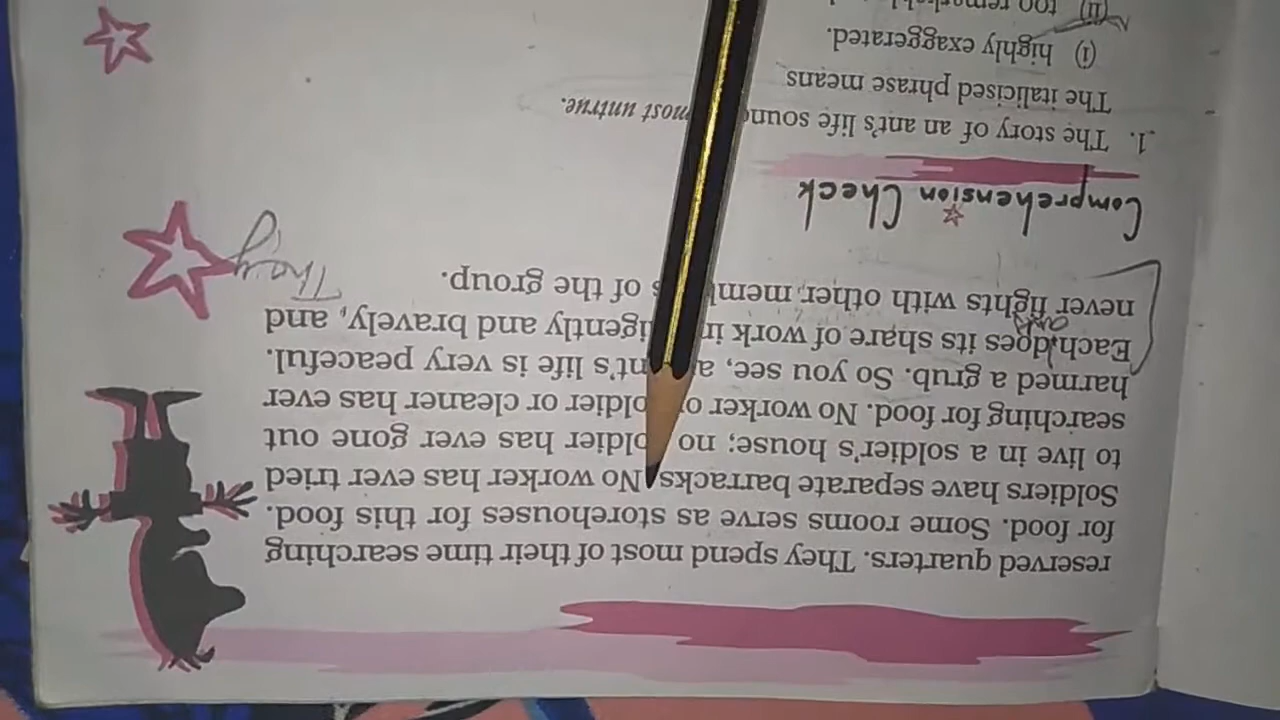 reserved quarters. They spend most of their time searching
for food. Some rooms serve as storehouses for this food.
Soldiers have separate barracks. No worker has ever tried
to live in a soldier's house; no soldier has ever gone out
searching for food. No worker or soldier or cleaner has ever
harmed a grub. So you see, an ant's life is very peaceful.
Each does its share of work intelligently and bravely, and
never fights with other members of the group.
Comprehension Check
1. The story of an ant's life sounds most untrue.
The italicised phrase means
(i) highly exaggerated.
(ii) too